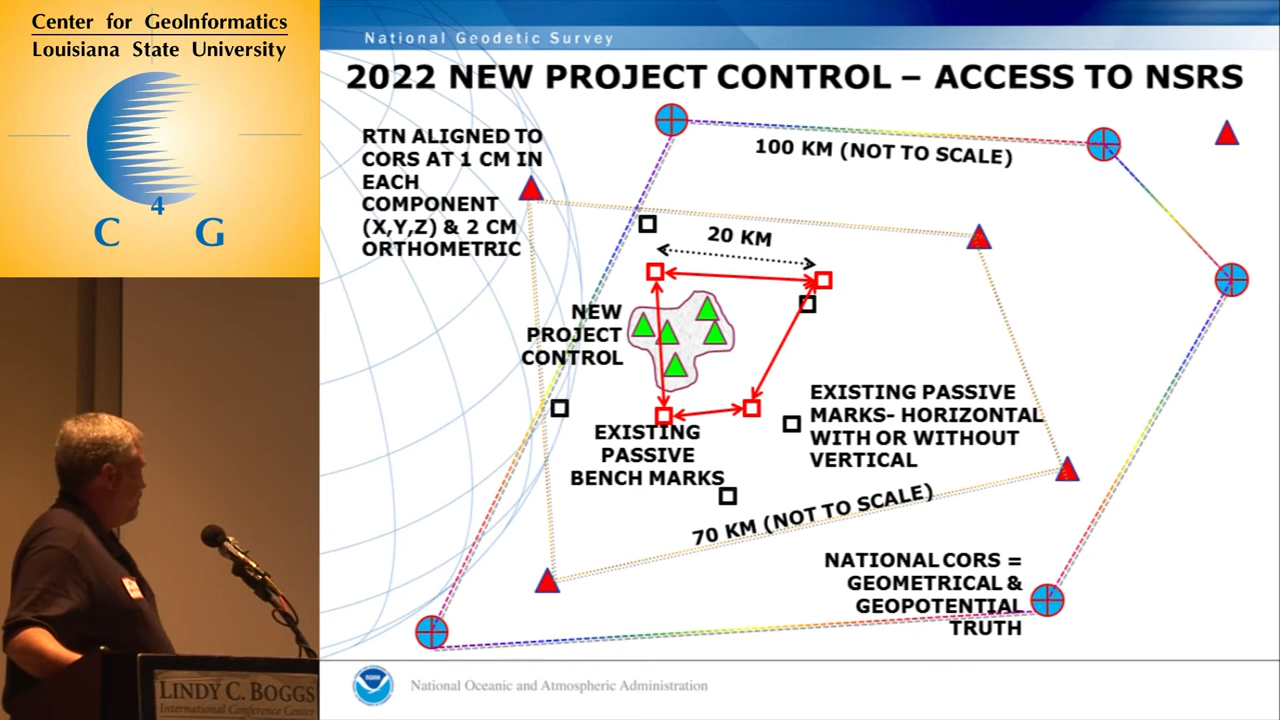 Center for GeoInformatics
Louisiana State University
C 4 G
National Geodetic Survey
2022 NEW PROJECT CONTROL – ACCESS TO NSRS
RTN ALIGNED TO
CORS AT 1 CM IN
EACH
COMPONENT
(X,Y,Z) & 2 CM
ORTHOMETRIC
100 KM (NOT TO SCALE)
20 KM
NEW
PROJECT
CONTROL
EXISTING
PASSIVE
BENCH MARKS
EXISTING PASSIVE
MARKS- HORIZONTAL
WITH OR WITHOUT
VERTICAL
70 KM (NOT TO SCALE)
NATIONAL CORS =
GEOMETRICAL &
GEOPOTENTIAL
TRUTH
National Oceanic and Atmospheric Administration
LINDY C. BOGGS
International Conference Center